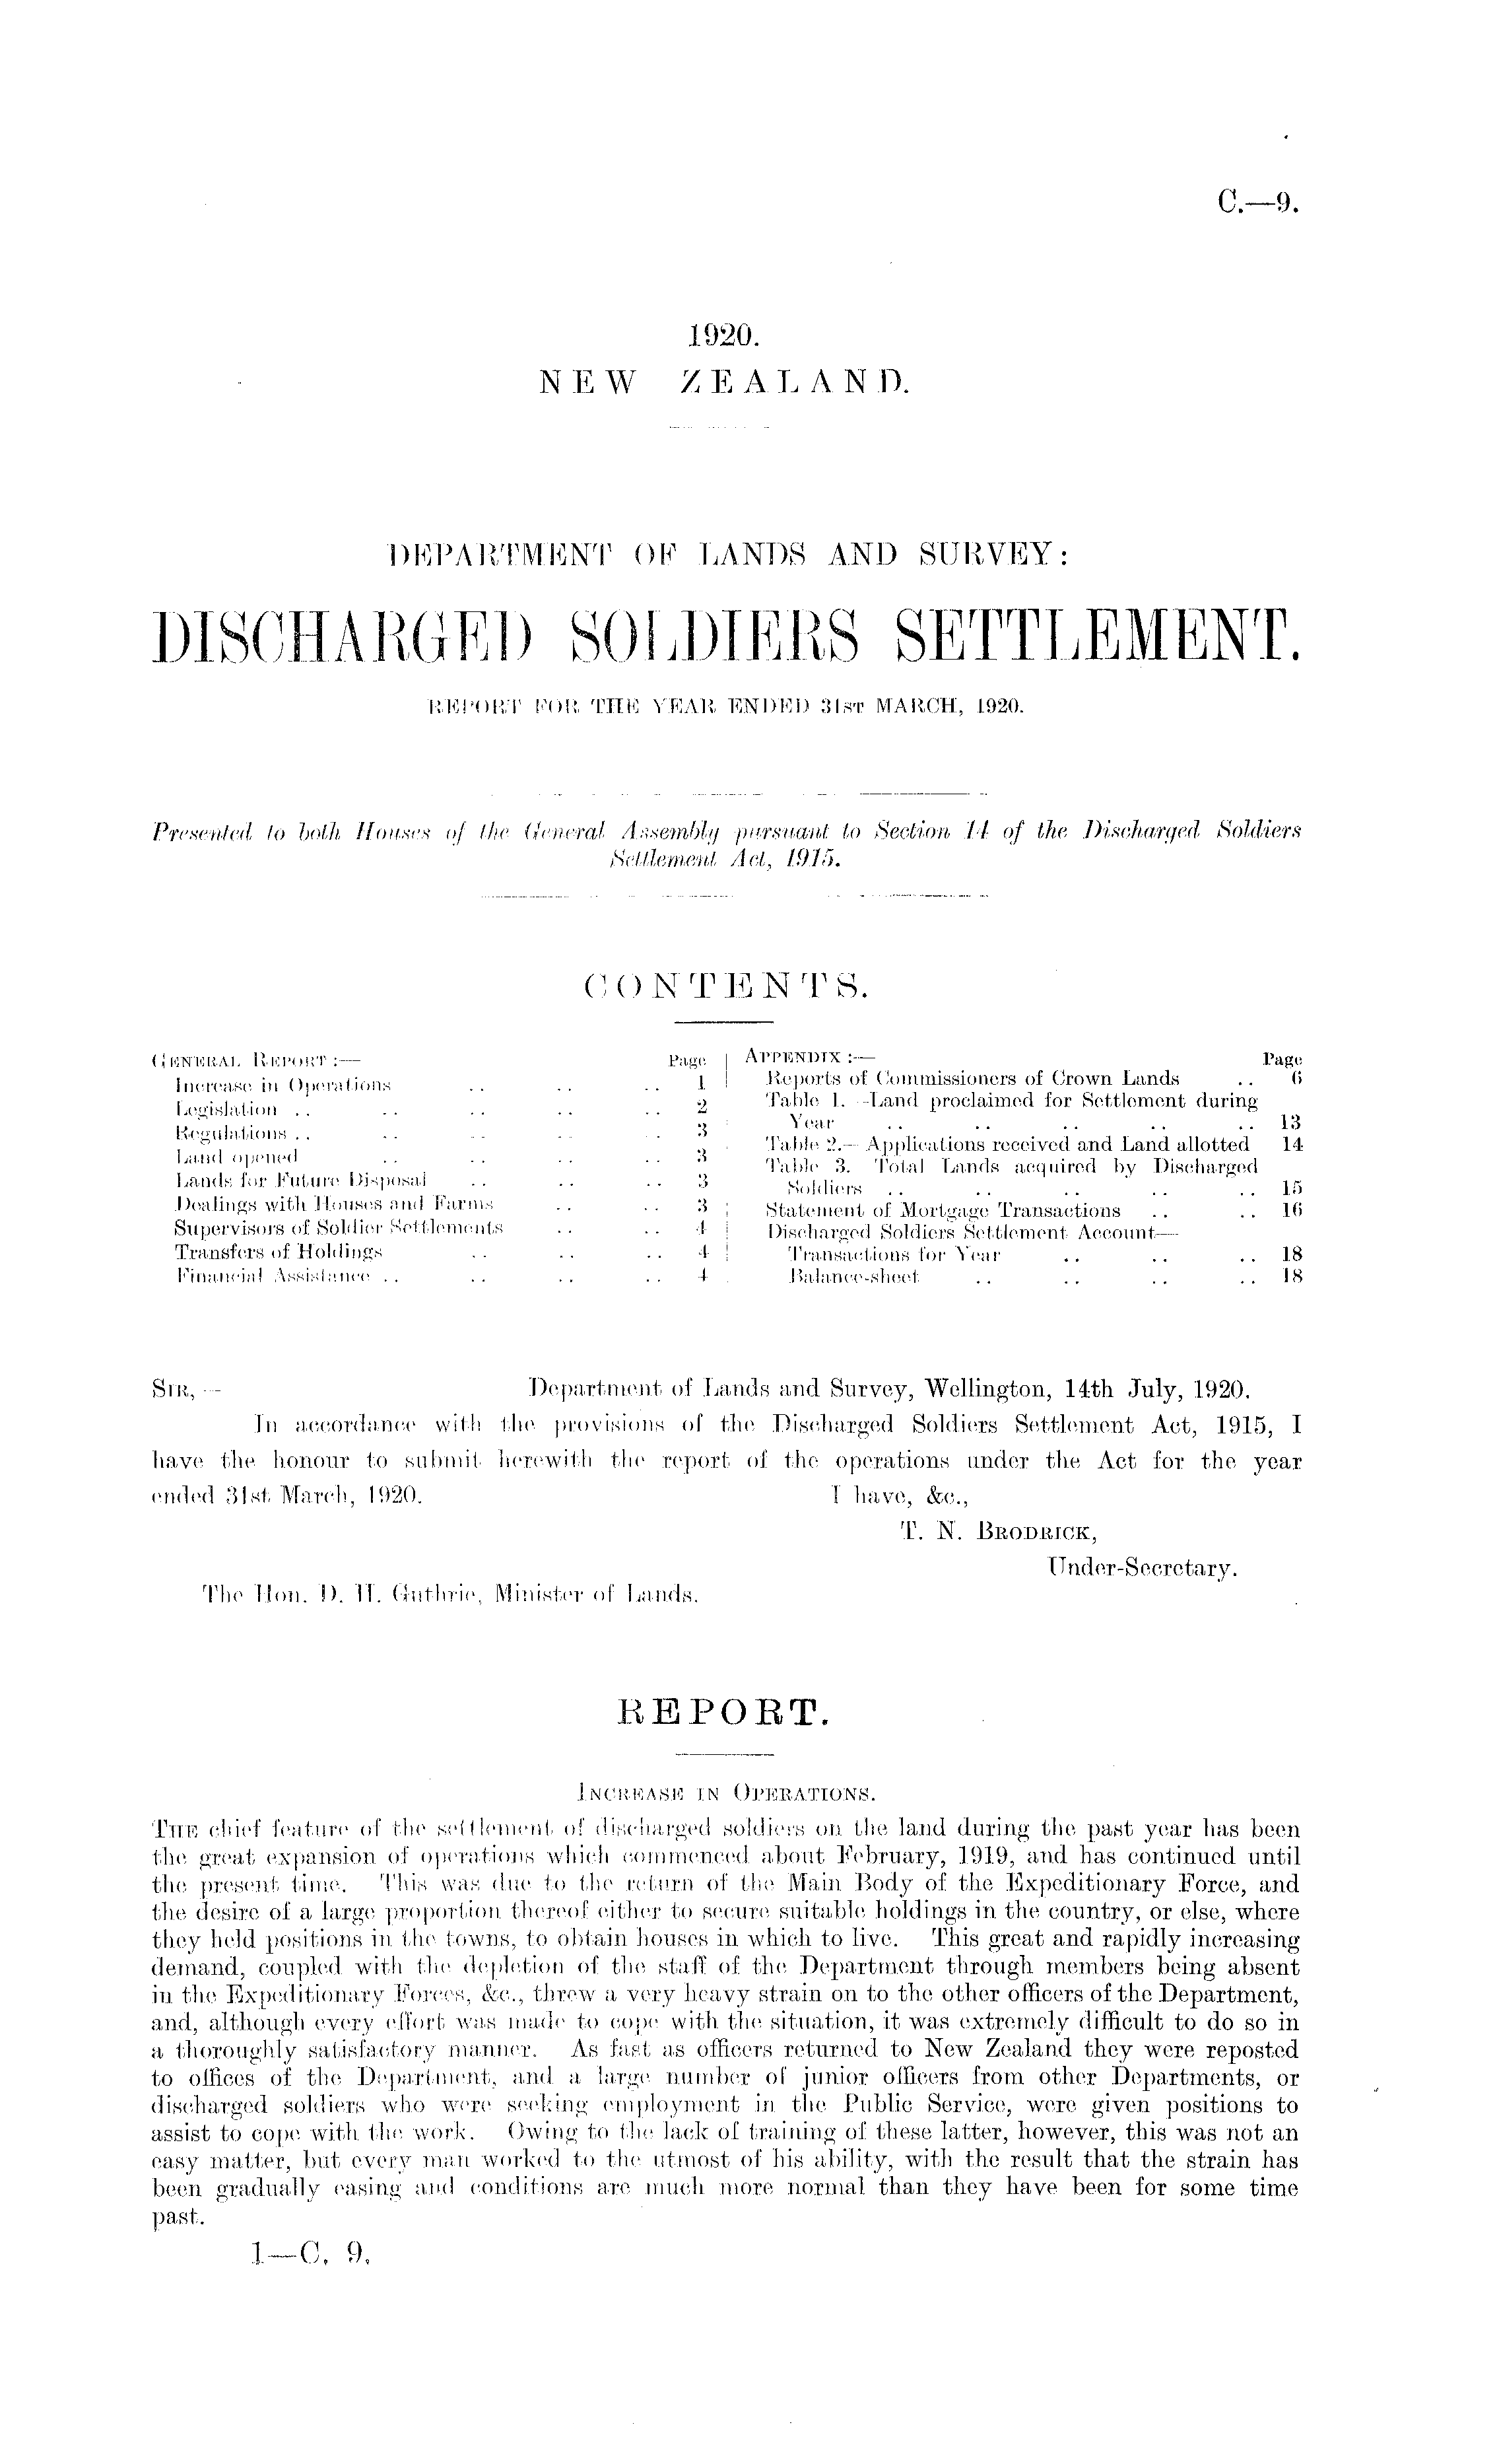 C.—9.
1920.
NEW ZEALAND.
DEPARTMENT OF LANDS AND SURVEY:
DISCHARGED SOLDIERS SETTLEMENT.
REPORT FOR THE YEAR ENDED 31ST MARCH, 1920.
Presented to both Houses of the General Assembly pursuant to Section 14 of the Discharged Soldiers
Settlement Act, 1915.
CONTENTS.
GENERAL REPORT:— Page
Increase in Operations .. .. .. 1
Legislation .. .. .. .. .. 2
Regulations .. .. .. .. .. 3
Land opened .. .. .. .. 3
Lands for Future Disposal .. .. .. 3
Dealings with Houses and Farms .. .. 3
Supervisors of Soldier Settlements .. .. 4
Transfers of Holdings .. .. .. 4
Financial Assistance .. .. .. .. 4
APPENDIX:— Page
Reports of Commissioners of Crown Lands .. 6
Table 1.—Land proclaimed for Settlement during
Year .. .. .. .. .. 13
Table 2.—Applications received and Land allotted 14
Table 3. Total Lands acquired by Discharged
Soldiers .. .. .. .. .. 15
Statement of Mortgage Transactions .. .. 16
Discharged Soldiers Settlement Account—
Transactions for Year .. .. .. 18
Balance-sheet .. .. .. .. 18
SIR,— Department of Lands and Survey, Wellington, 14th July, 1920.
In accordance with the provisions of the Discharged Soldiers Settlement Act, 1915, I
have the honour to submit herewith the report of the operations under the Act for the year
ended 31st March, 1920. I have, &c.,
T. N. BRODRICK,
Under-Secretary.
The Hon. D. H. Guthrie, Minister of Lands.
REPORT.
INCREASE IN OPERATIONS.
THE chief feature of the settlement of discharged soldiers on the land during the past year has been
the great expansion of operations which commenced about February, 1919, and has continued until
the present time. This was due to the return of the Main Body of the Expeditionary Force, and
the desire of a large proportion thereof either to secure suitable holdings in the country, or else, where
they held positions in the towns, to obtain houses in which to live. This great and rapidly increasing
demand, coupled with the depletion of the staff of the Department through members being absent
in the Expeditionary Forces, &c., threw a very heavy strain on to the other officers of the Department,
and, although every effort was made to cope with the situation, it was extremely difficult to do so in
a thoroughly satisfactory manner. As fast as officers returned to New Zealand they were reposted
to offices of the Department, and a large number of junior officers from other Departments, or
discharged soldiers who were seeking employment in the Public Service, were given positions to
assist to cope with the work. Owing to the lack of training of these latter, however, this was not an
easy matter, but every man worked to the utmost of his ability, with the result that the strain has
been gradually easing and conditions are much more normal than they have been for some time
past.
1—C. 9.